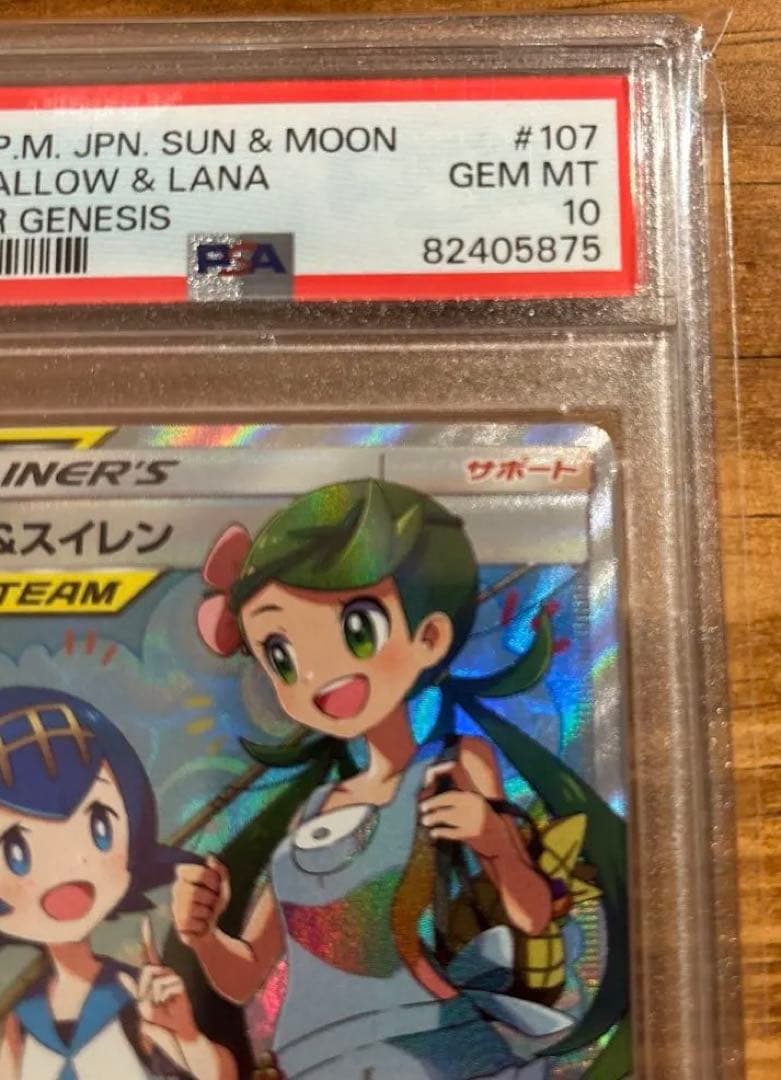 P.M. JPN. SUN & MOON #107
ALLOW & LANA GEM MT
R GENESIS 10
PSA 82405875
INER'S サポート
&スイレン
TEAM